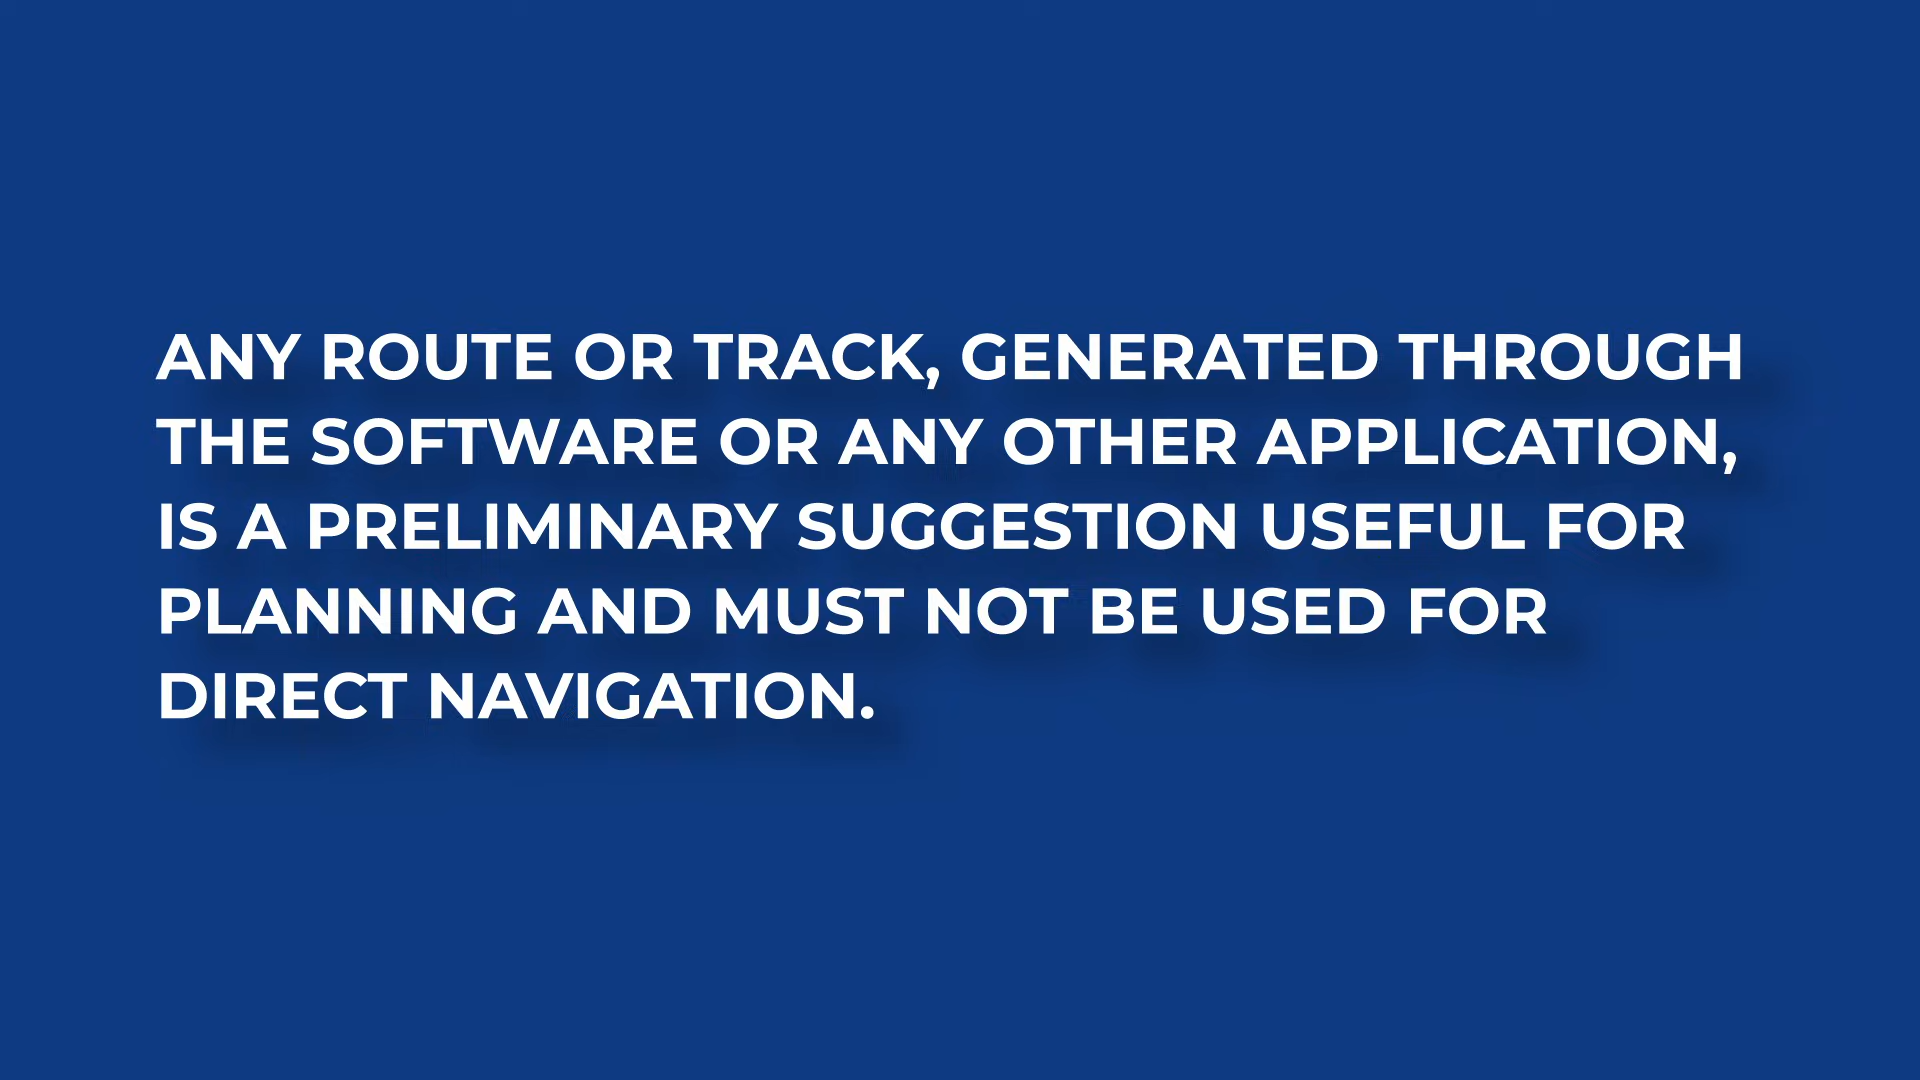 ANY ROUTE OR TRACK, GENERATED THROUGH
THE SOFTWARE OR ANY OTHER APPLICATION,
IS A PRELIMINARY SUGGESTION USEFUL FOR
PLANNING AND MUST NOT BE USED FOR
DIRECT NAVIGATION.